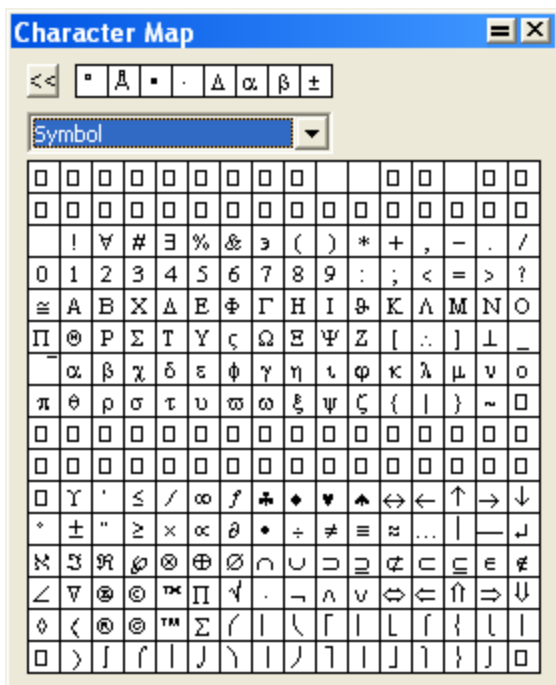 Character Map
<< ° Å ▪ · Δ α β ±
Symbol
□ □ □ □ □ □ □ □ □ □ □ □ □
□ □ □ □ □ □ □ □ □ □ □ □ □ □ □ □
! ∀ # ∃ % & ϶ ( ) * + , − . /
0 1 2 3 4 5 6 7 8 9 : ; < = > ?
≅ Α Β Χ Δ Ε Φ Γ Η Ι ϑ Κ Λ Μ Ν Ο
Π Θ Ρ Σ Τ Υ ς Ω Ξ Ψ Ζ [ ∴ ] ⊥ _
‾ α β χ δ ε ϕ γ η ι φ κ λ μ ν ο
π θ ρ σ τ υ ϖ ω ξ ψ ζ { | } ~ □
□ □ □ □ □ □ □ □ □ □ □ □ □ □ □ □
□ □ □ □ □ □ □ □ □ □ □ □ □ □ □ □
□ ϒ ′ ≤ ⁄ ∞ ƒ ♣ ♦ ♥ ♠ ↔ ← ↑ → ↓
° ± ″ ≥ × ∝ ∂ • ÷ ≠ ≡ ≈ … | — ↵
ℵ ℑ ℜ ℘ ⊗ ⊕ ∅ ∩ ∪ ⊃ ⊇ ⊄ ⊂ ⊆ ∈ ∉
∠ ∇ ® © ™ ∏ √ ⋅ ¬ ∧ ∨ ⇔ ⇐ ⇑ ⇒ ⇓
◊ 〈 ® © ™ ∑ ⎛ ⎜ ⎝ ⎡ ⎢ ⎣ ⎧ ⎨ ⎩ ⎪
□ 〉 ∫ ⌠ ⎮ ⌡ ⎞ ⎟ ⎠ ⎤ ⎥ ⎦ ⎫ ⎬ ⎭ □